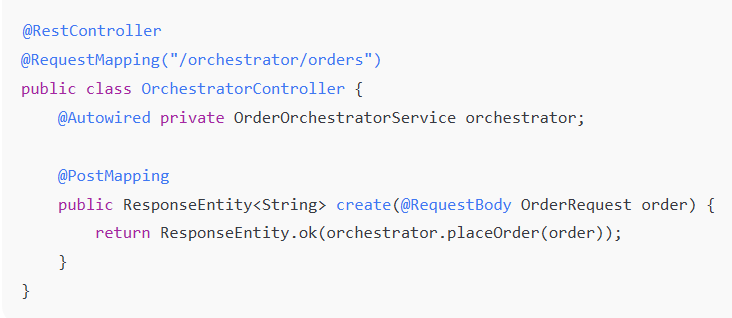 @RestController
@RequestMapping("/orchestrator/orders")
public class OrchestratorController {
    @Autowired private OrderOrchestratorService orchestrator;

    @PostMapping
    public ResponseEntity<String> create(@RequestBody OrderRequest order) {
        return ResponseEntity.ok(orchestrator.placeOrder(order));
    }
}